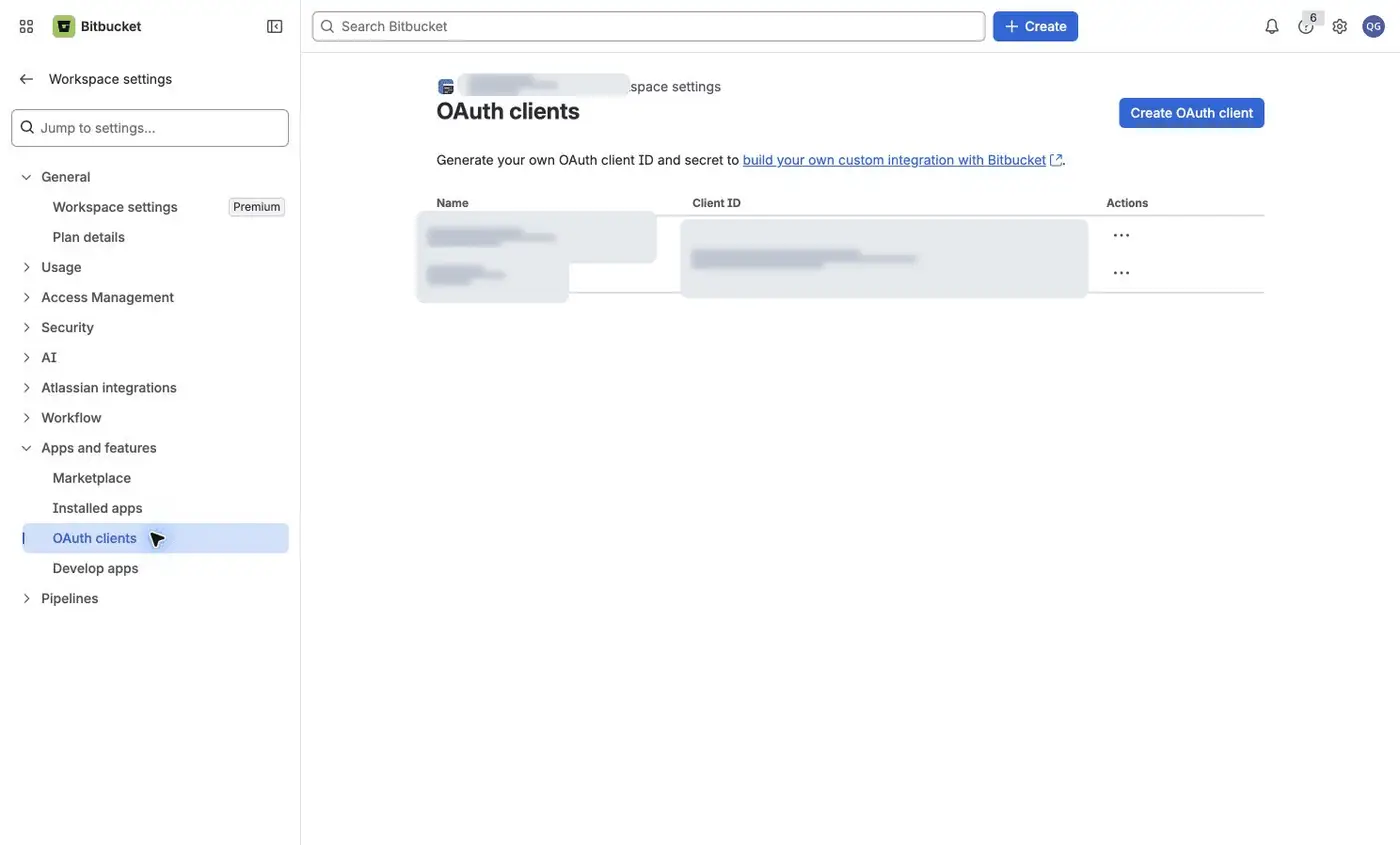 Bitbucket
Search Bitbucket
Create
6
QG
Workspace settings
Jump to settings...
General
Workspace settings
Premium
Plan details
Usage
Access Management
Security
AI
Atlassian integrations
Workflow
Apps and features
Marketplace
Installed apps
OAuth clients
Develop apps
Pipelines
space settings
OAuth clients
Create OAuth client
Generate your own OAuth client ID and secret to build your own custom integration with Bitbucket.
Name Client ID Actions